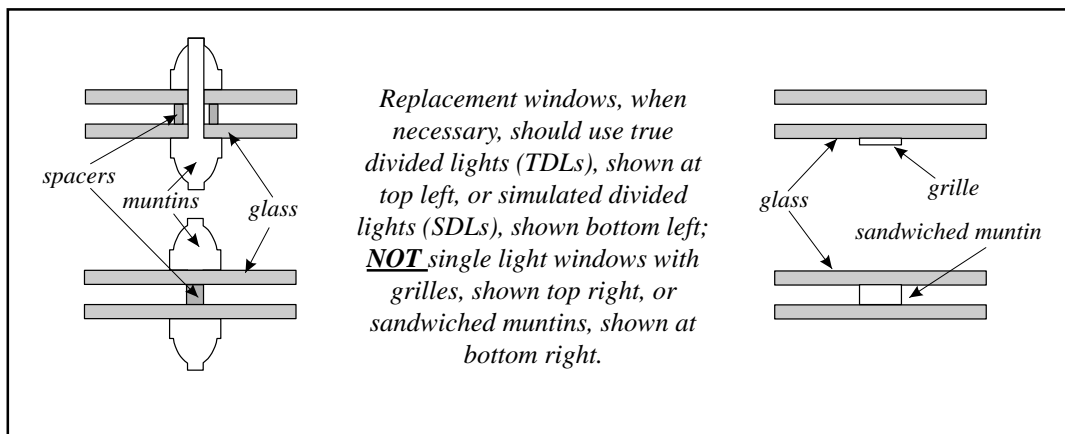 Replacement windows, when
necessary, should use true
divided lights (TDLs), shown at
top left, or simulated divided
lights (SDLs), shown bottom left;
NOT single light windows with
grilles, shown top right, or
sandwiched muntins, shown at
bottom right.
spacers
muntins
glass
glass
grille
sandwiched muntin